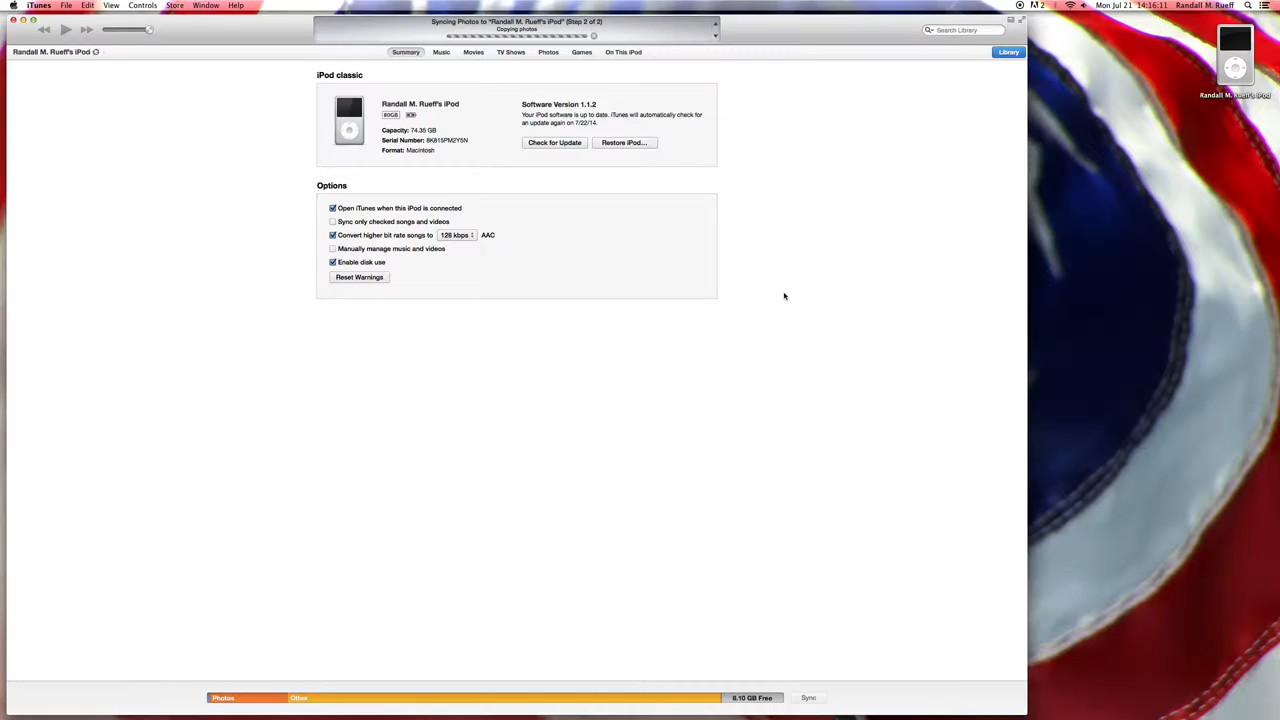 iTunes File Edit View Controls Store Window Help 2 Mon Jul 21 14:16:11 Randall M. Rueff
Syncing Photos to "Randall M. Rueff's iPod" (Step 2 of 2)
Copying photos
Search Library
Randall M. Rueff's iPod Summary Music Movies TV Shows Photos Games On This iPod Library
Randall M. Rueff's iPod
iPod classic
Randall M. Rueff's iPod
80GB
Capacity: 74.35 GB
Serial Number: 8K815PM2Y5N
Format: Macintosh
Software Version 1.1.2
Your iPod software is up to date. iTunes will automatically check for
an update again on 7/22/14.
Check for Update Restore iPod...
Options
Open iTunes when this iPod is connected
Sync only checked songs and videos
Convert higher bit rate songs to 128 kbps AAC
Manually manage music and videos
Enable disk use
Reset Warnings
Photos Other 8.10 GB Free Sync